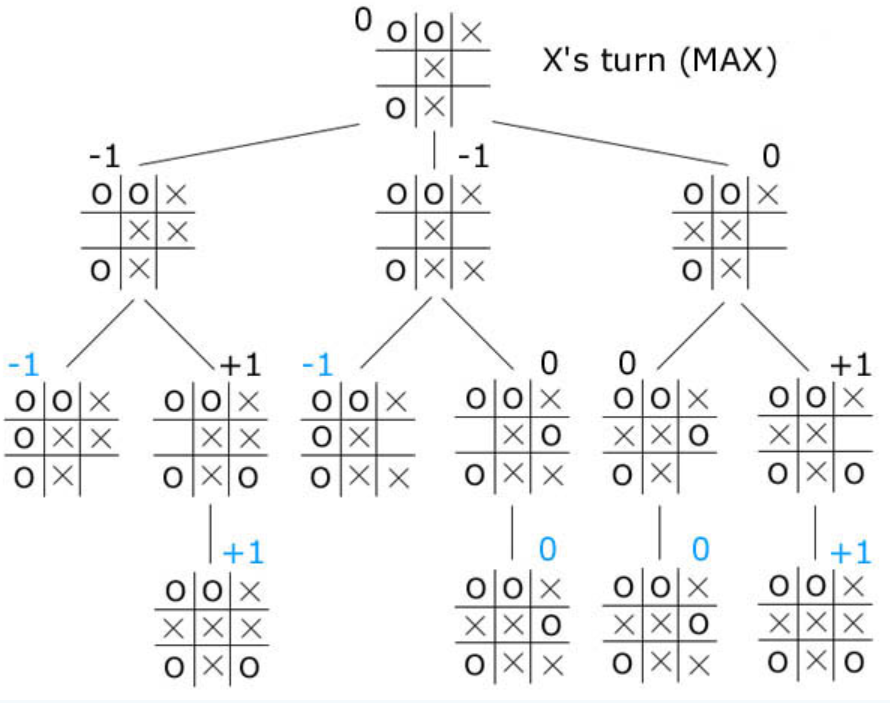 0
O O ×
×
O ×
X's turn (MAX)
-1
-1
0
O O ×
× ×
O ×
O O ×
×
O × ×
O O ×
× ×
O ×
-1
+1
-1
0
0
+1
O O ×
O × ×
O ×
O O ×
× ×
O × O
O O ×
O ×
O × ×
O O ×
× O
O × ×
O O ×
× × O
O ×
O O ×
× ×
O × O
+1
0
0
+1
O O ×
× × ×
O × O
O O ×
× × O
O × ×
O O ×
× × O
O × ×
O O ×
× × ×
O × O